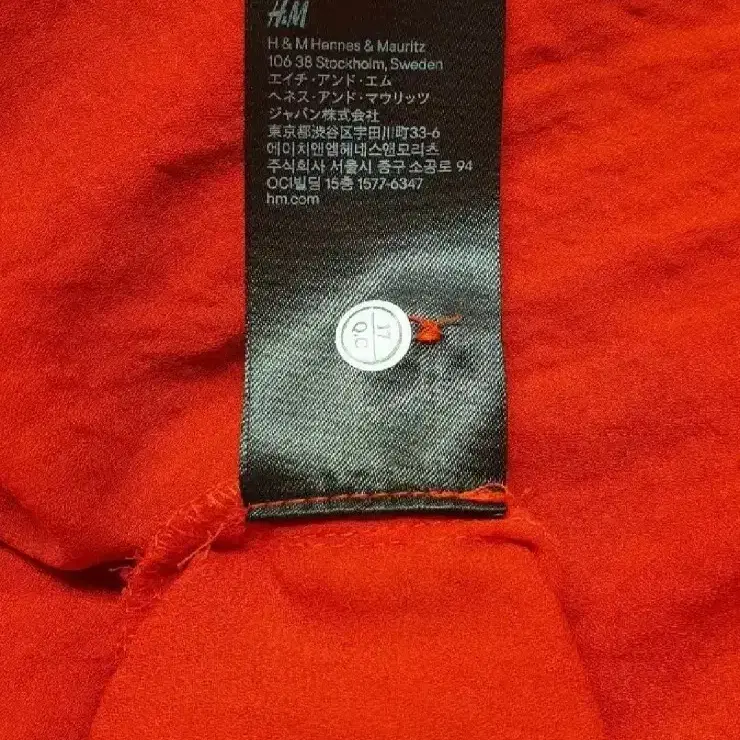 H&M
H & M Hennes & Mauritz
106 38 Stockholm, Sweden
エイチ・アンド・エム
ヘネス・アンド・マウリッツ
ジャパン株式会社
東京都渋谷区宇田川町33-6
에이치앤엠헤네스앤모리츠
주식회사 서울시 중구 소공로 94
OCI빌딩 15층 1577-6347
hm.com
17
Q.C